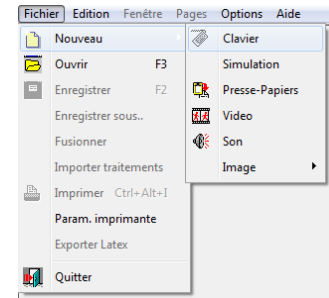 Fichier Edition Fenêtre Pages Options Aide
Nouveau
Ouvrir F3
Enregistrer F2
Enregistrer sous..
Fusionner
Importer traitements
Imprimer Ctrl+Alt+I
Param. imprimante
Exporter Latex
Quitter
Clavier
Simulation
Presse-Papiers
Video
Son
Image